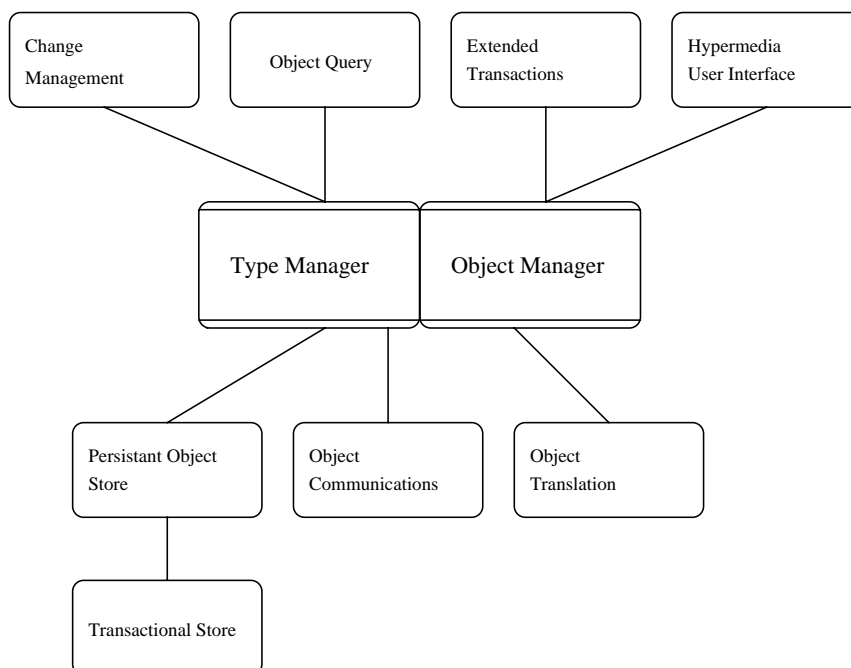 Change
Management
Object Query
Extended
Transactions
Hypermedia
User Interface
Type Manager
Object Manager
Persistant Object
Store
Object
Communications
Object
Translation
Transactional Store